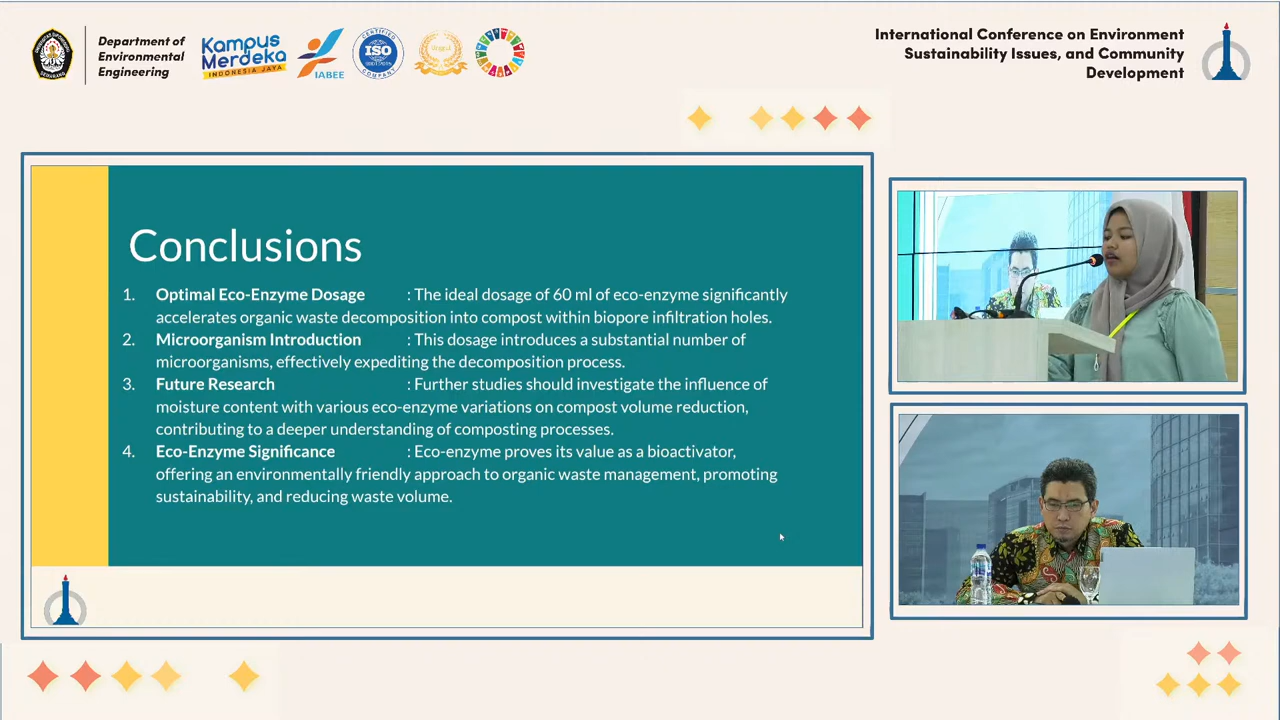 Department of
Environmental
Engineering
Kampus
Merdeka
INDONESIA JAYA
IABEE
CERTIFIED
ISO
COMPANY
Unggul
International Conference on Environment
Sustainability Issues, and Community
Development
Conclusions
1. Optimal Eco-Enzyme Dosage : The ideal dosage of 60 ml of eco-enzyme significantly
accelerates organic waste decomposition into compost within biopore infiltration holes.
2. Microorganism Introduction : This dosage introduces a substantial number of
microorganisms, effectively expediting the decomposition process.
3. Future Research : Further studies should investigate the influence of
moisture content with various eco-enzyme variations on compost volume reduction,
contributing to a deeper understanding of composting processes.
4. Eco-Enzyme Significance : Eco-enzyme proves its value as a bioactivator,
offering an environmentally friendly approach to organic waste management, promoting
sustainability, and reducing waste volume.